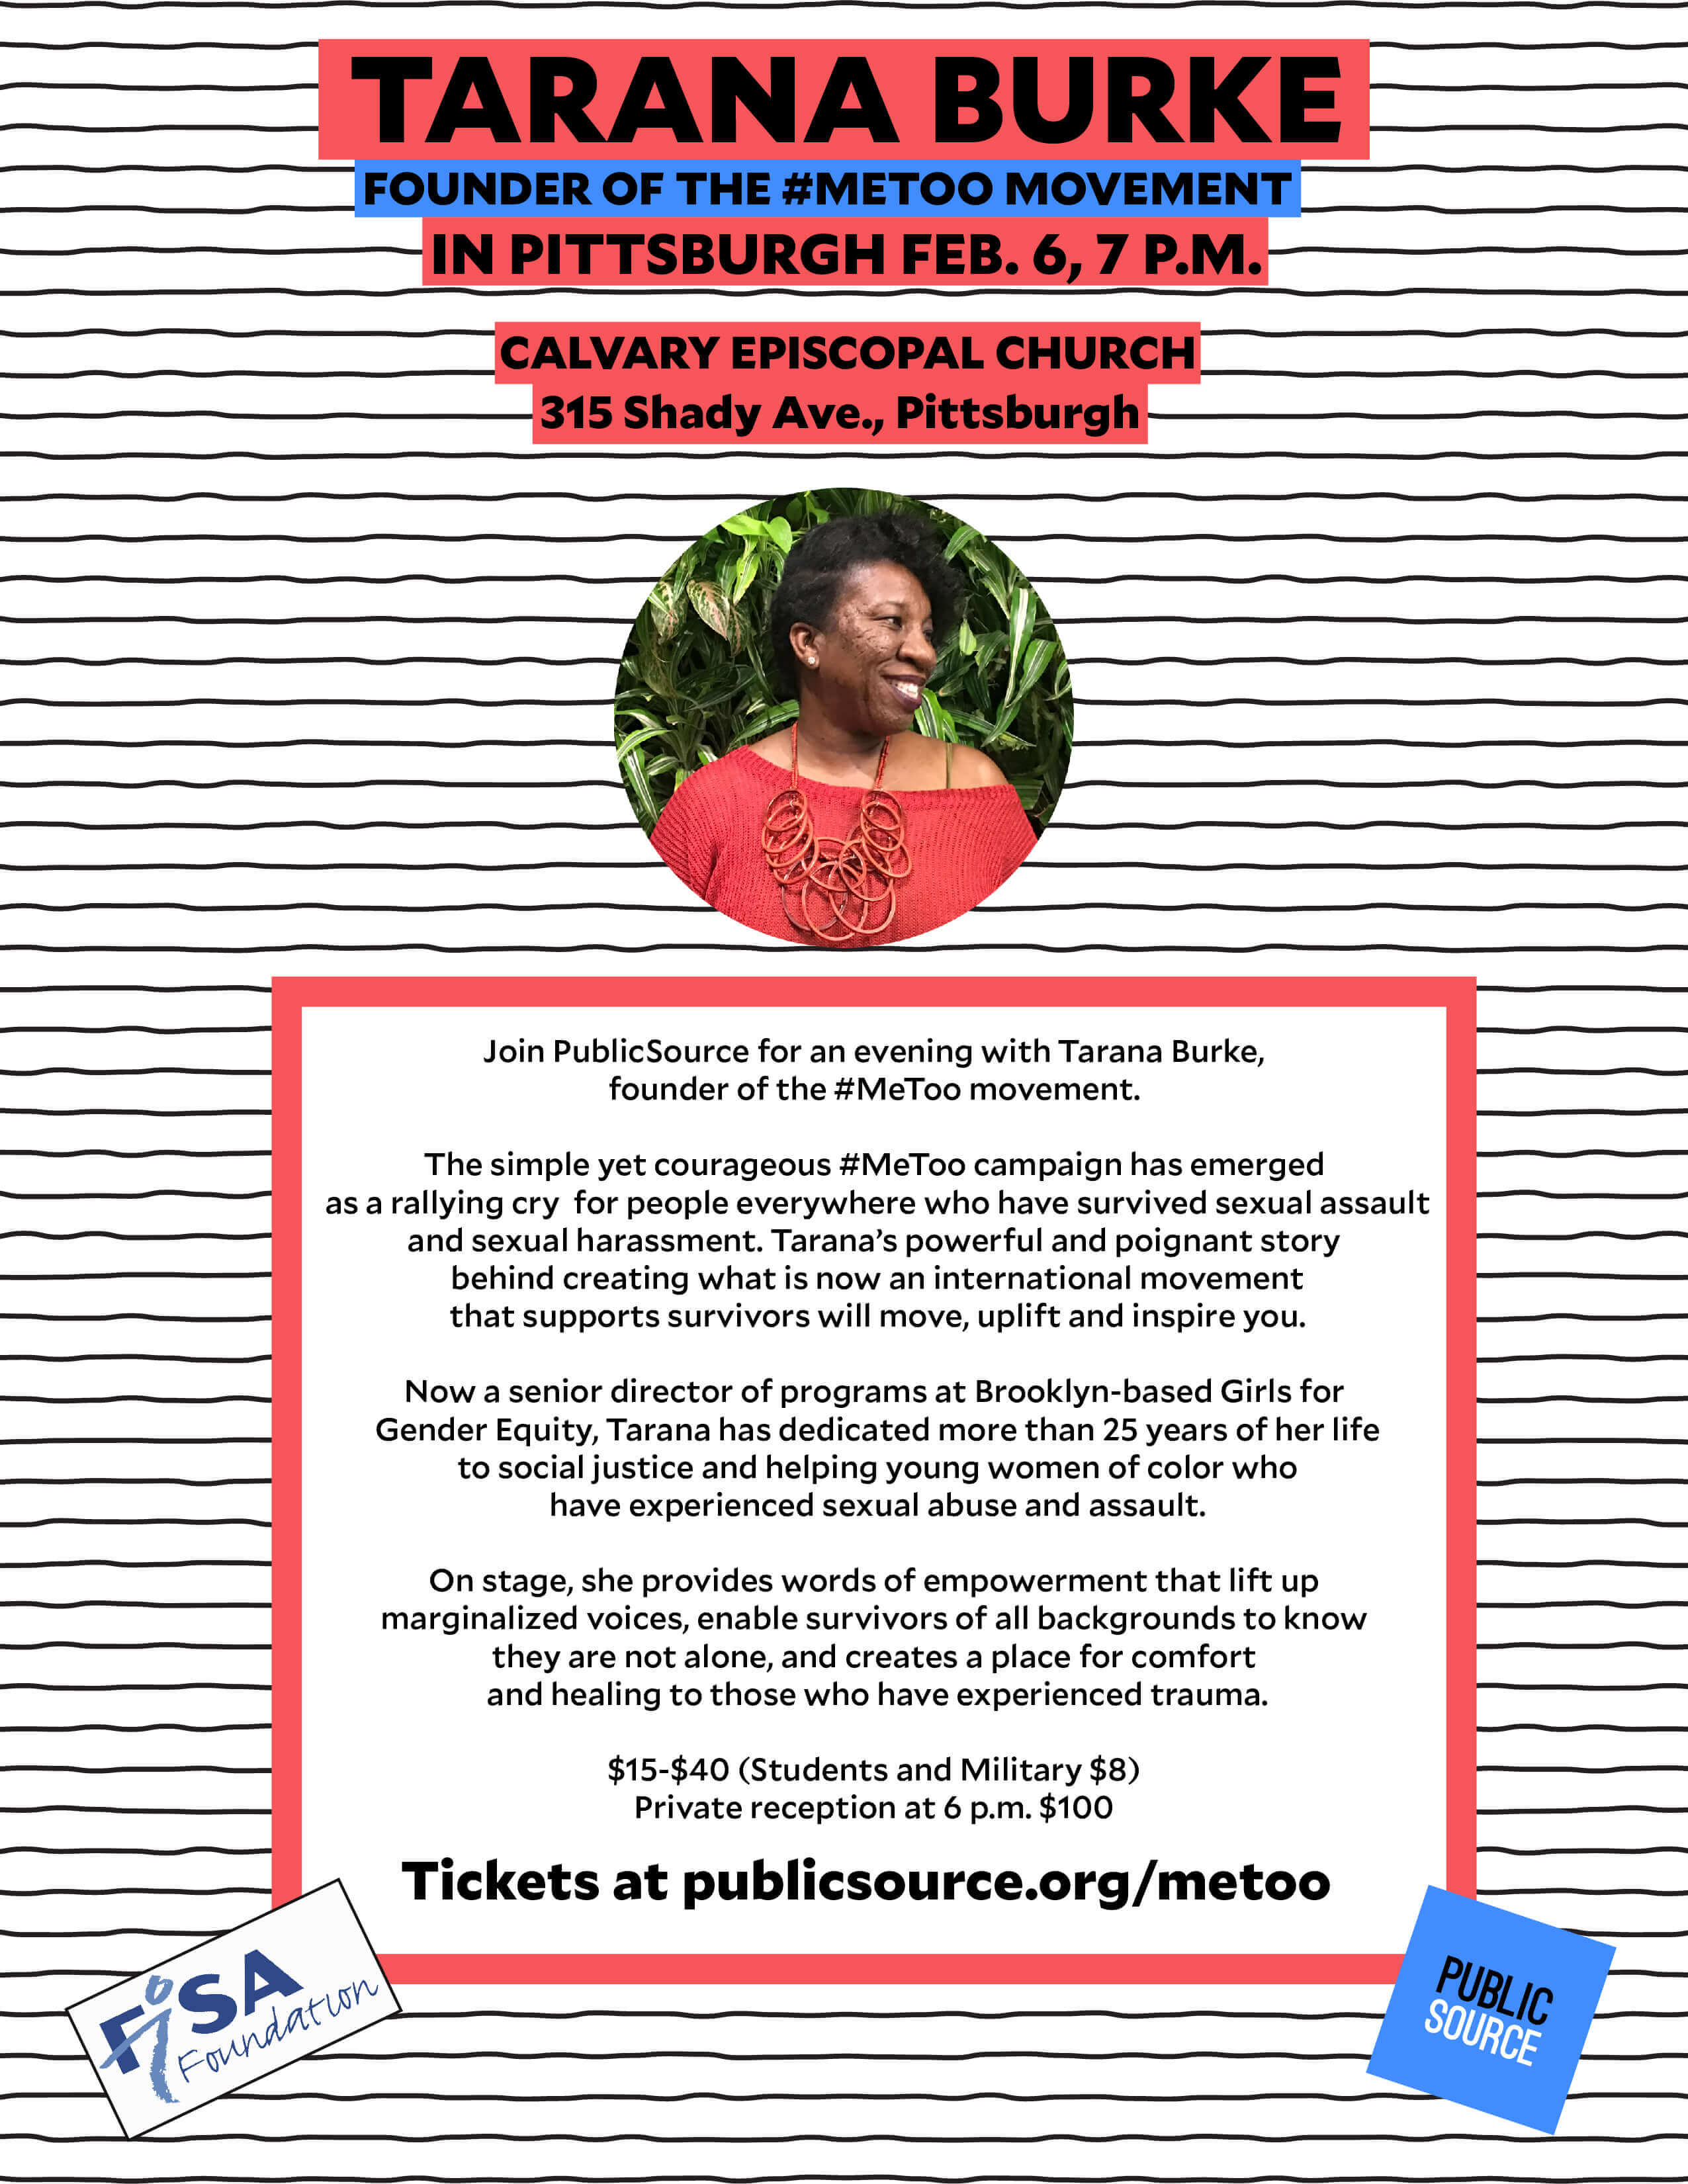 TARANA BURKE
FOUNDER OF THE #METOO MOVEMENT
IN PITTSBURGH FEB. 6, 7 P.M.
CALVARY EPISCOPAL CHURCH
315 Shady Ave., Pittsburgh
Join PublicSource for an evening with Tarana Burke,
founder of the #MeToo movement.
The simple yet courageous #MeToo campaign has emerged
as a rallying cry for people everywhere who have survived sexual assault
and sexual harassment. Tarana’s powerful and poignant story
behind creating what is now an international movement
that supports survivors will move, uplift and inspire you.
Now a senior director of programs at Brooklyn-based Girls for
Gender Equity, Tarana has dedicated more than 25 years of her life
to social justice and helping young women of color who
have experienced sexual abuse and assault.
On stage, she provides words of empowerment that lift up
marginalized voices, enable survivors of all backgrounds to know
they are not alone, and creates a place for comfort
and healing to those who have experienced trauma.
$15-$40 (Students and Military $8)
Private reception at 6 p.m. $100
Tickets at publicsource.org/metoo
FISA
Foundation
PUBLIC
SOURCE